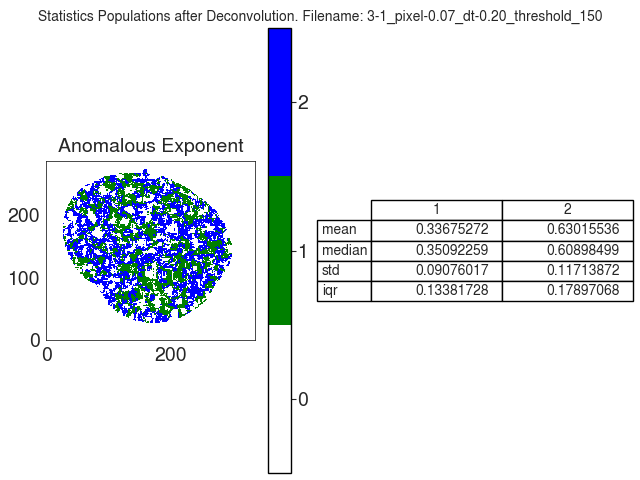 Statistics Populations after Deconvolution. Filename: 3-1_pixel-0.07_dt-0.20_threshold_150
Anomalous Exponent
200
100
0
0 200
2
1
0
1 2
mean 0.33675272 0.63015536
median 0.35092259 0.60898499
std 0.09076017 0.11713872
iqr 0.13381728 0.17897068